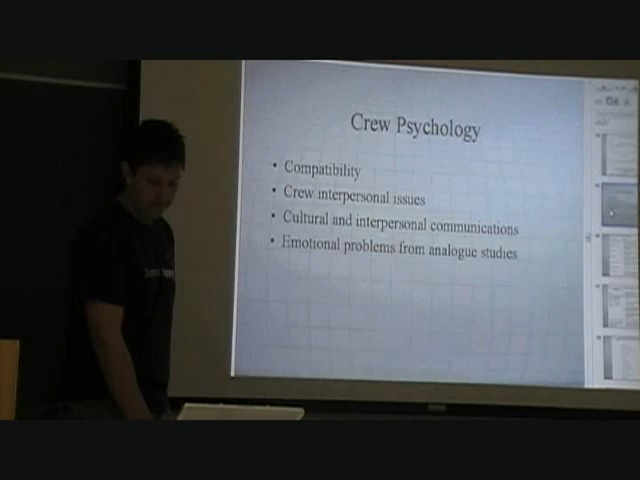 Crew Psychology
• Compatibility
• Crew interpersonal issues
• Cultural and interpersonal communications
• Emotional problems from analogue studies